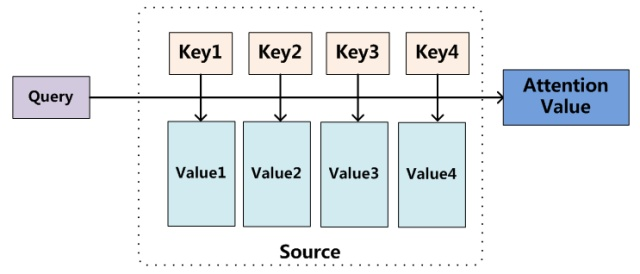 Key1 Key2 Key3 Key4
Query
Attention
Value
Value1 Value2 Value3 Value4
Source